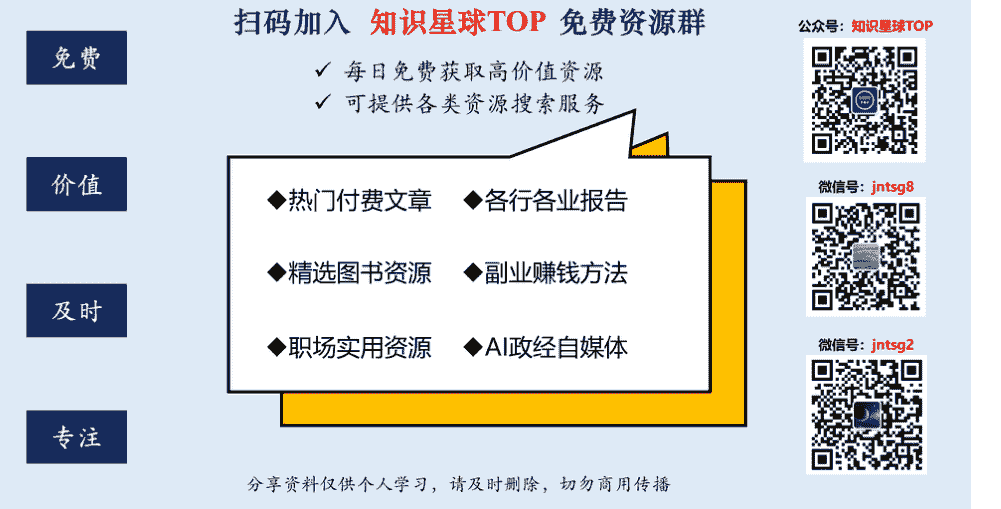 扫码加入 知识星球TOP 免费资源群
✓ 每日免费获取高价值资源
✓ 可提供各类资源搜索服务
免费
价值
及时
专注
◆热门付费文章 ◆各行各业报告
◆精选图书资源 ◆副业赚钱方法
◆职场实用资源 ◆AI政经自媒体
公众号：知识星球TOP
微信号：jntsg8
微信号：jntsg2
分享资料仅供个人学习，请及时删除，切勿商用传播